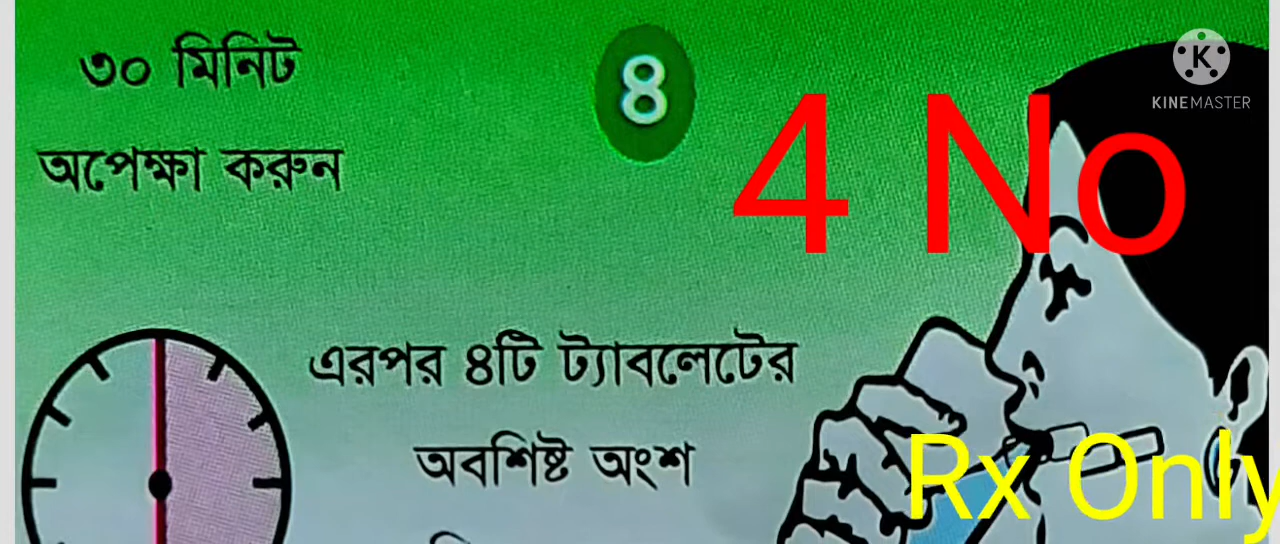 ৩০ মিনিট
অপেক্ষা করুন
৪
4 No
KINEMASTER
এরপর ৪টি ট্যাবলেটের
অবশিষ্ট অংশ
Rx Only